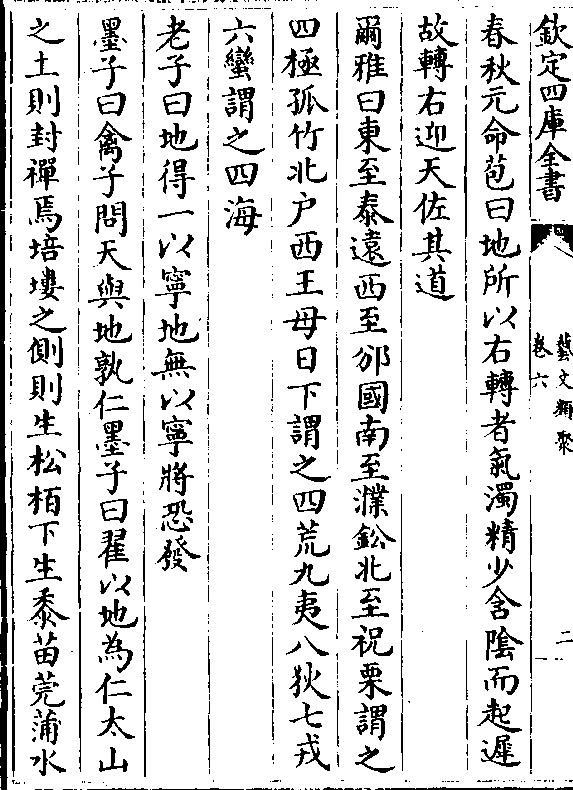 欽定四庫全書
藝文類聚
卷六
二
春秋元命苞曰地所以右轉者氣濁精少含陰而起遲
故轉右迎天佐其道
爾雅曰東至泰遠西至邠國南至濮鈆北至祝栗謂之
四極孤竹北户西王母日下謂之四荒九夷八狄七戎
六蠻謂之四海
老子曰地得一以寧地無以寧將恐發
墨子曰禽子問天與地孰仁墨子曰翟以地為仁太山
之土則封禪焉培塿之側則生松栢下生黍苗莞蒲水